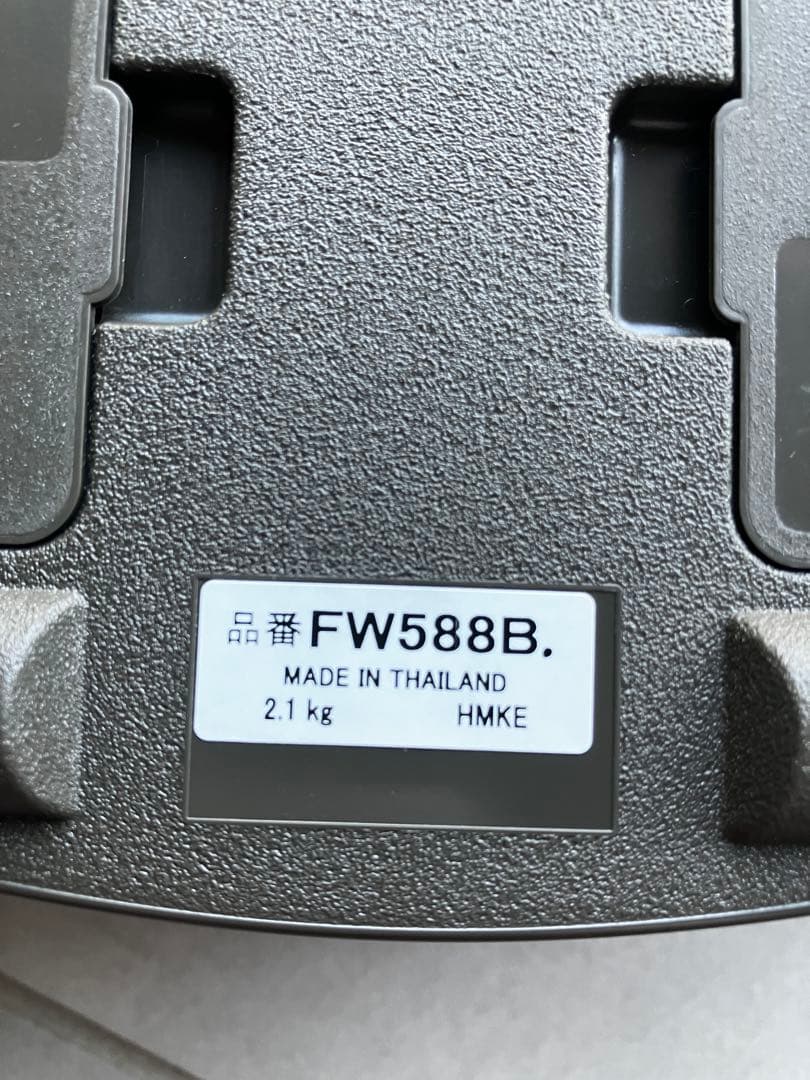 品番FW588B.
MADE IN THAILAND
2.1 kg HMKE